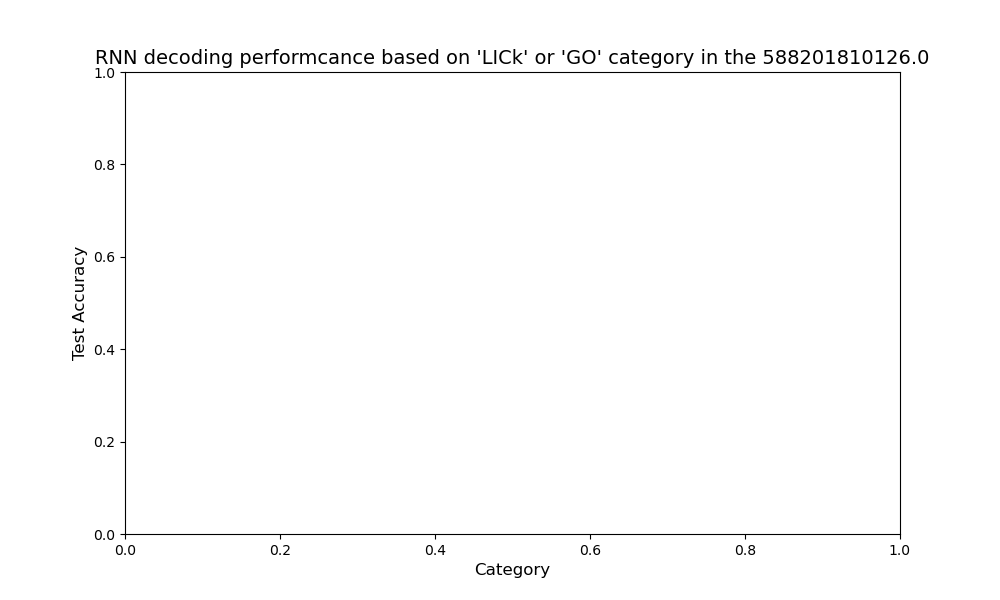 RNN decoding performcance based on 'LICk' or 'GO' category in the 588201810126.0
1.0
0.8
0.6
0.4
0.2
0.0
Test Accuracy
0.0 0.2 0.4 0.6 0.8 1.0
Category